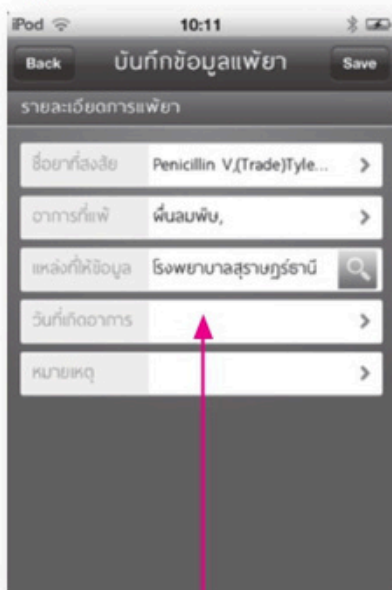 iPod 10:11
Back บันทึกข้อมูลแพ้ยา Save
รายละเอียดการแพ้ยา
ชื่อยาที่สงสัย Penicillin V,(Trade)Tyle...
อาการที่แพ้ ผื่นลมพิษ,
แหล่งที่ให้ข้อมูล โรงพยาบาลสุราษฎร์ธานี
วันที่เกิดอาการ
หมายเหตุ